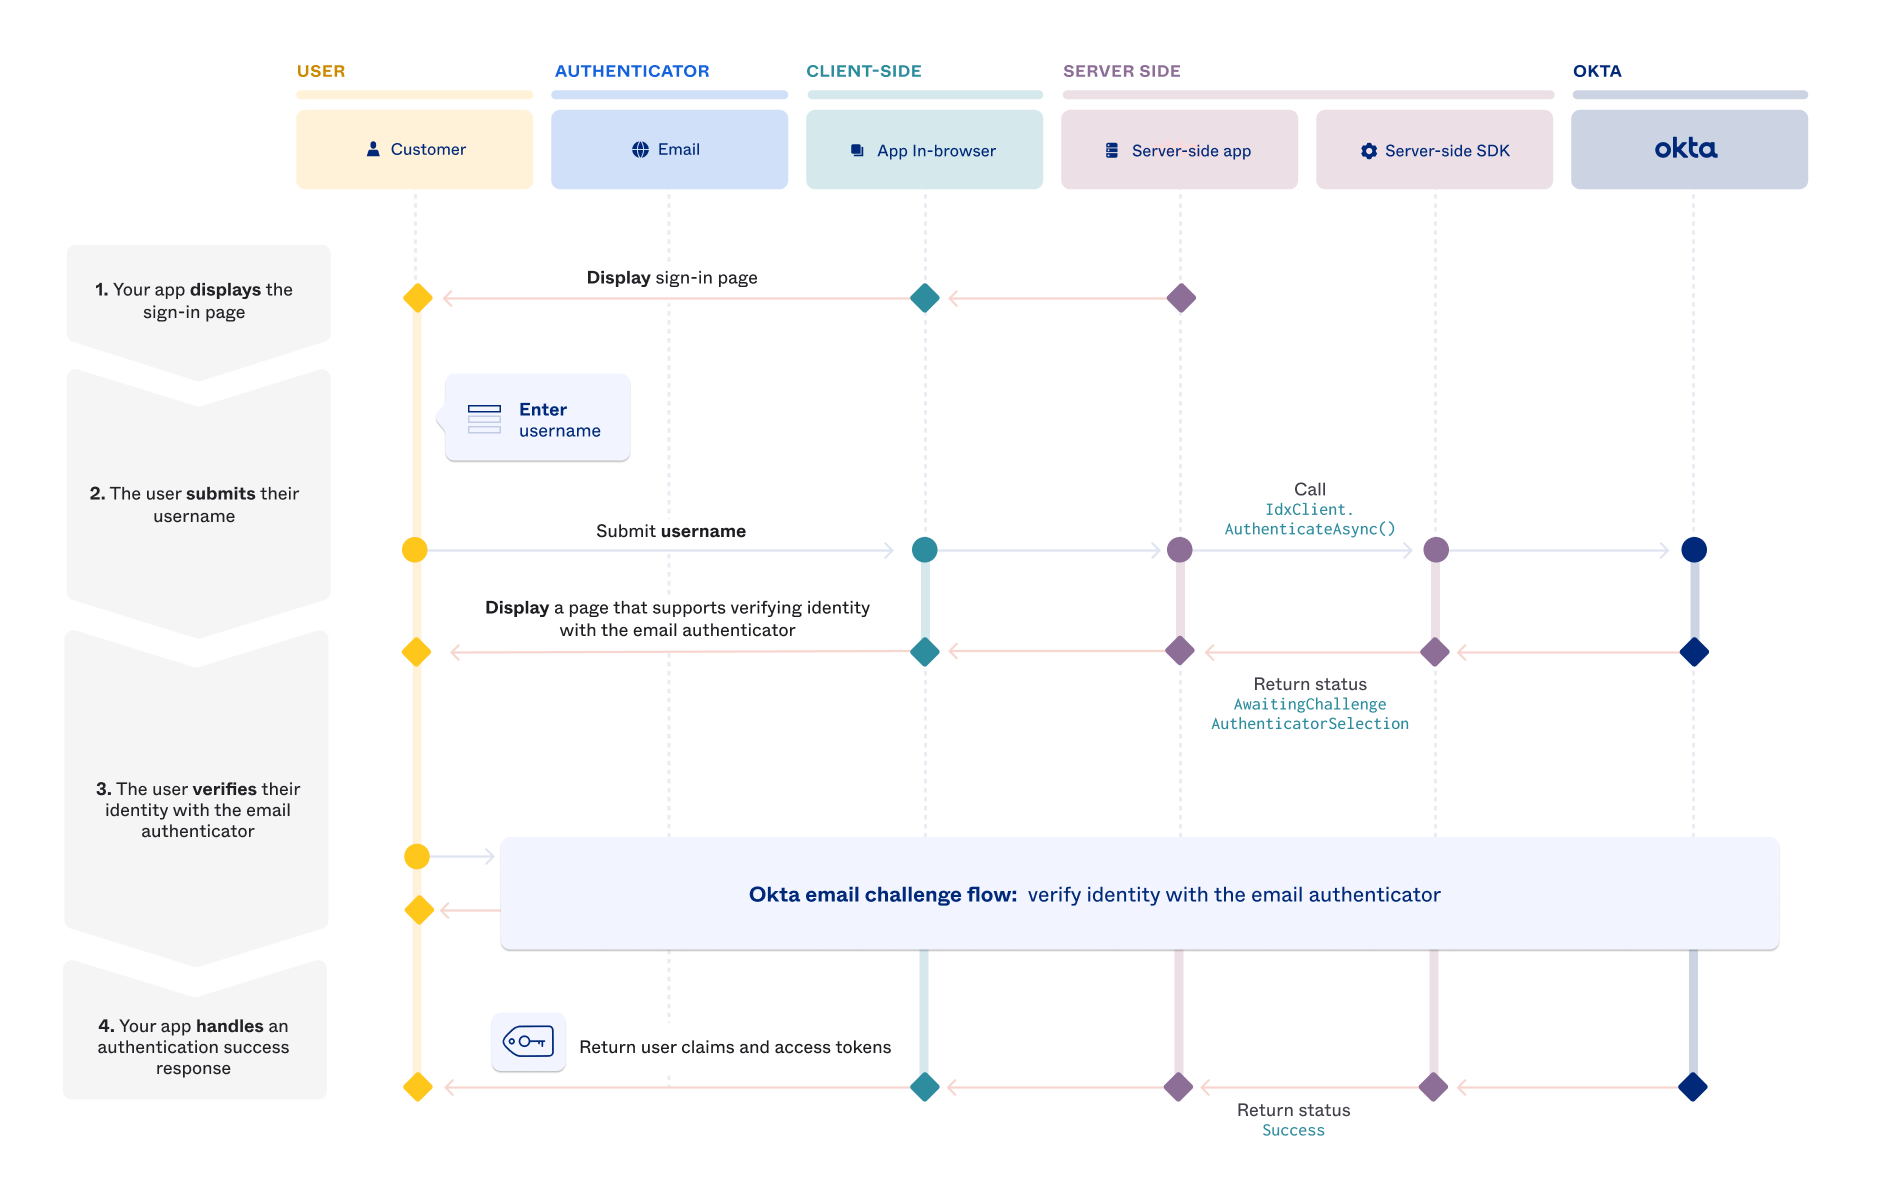 USER
AUTHENTICATOR
CLIENT-SIDE
SERVER SIDE
OKTA
Customer
Email
App In-browser
Server-side app
Server-side SDK
okta
1. Your app displays the
sign-in page
Display sign-in page
Enter
username
2. The user submits their
username
Submit username
Call
IdxClient.
AuthenticateAsync()
Display a page that supports verifying identity
with the email authenticator
Return status
AwaitingChallenge
AuthenticatorSelection
3. The user verifies their
identity with the email
authenticator
Okta email challenge flow: verify identity with the email authenticator
4. Your app handles an
authentication success
response
Return user claims and access tokens
Return status
Success